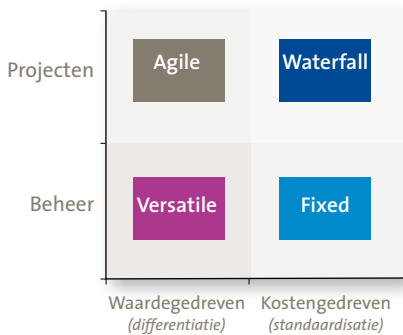 Projecten
Agile
Waterfall
Beheer
Versatile
Fixed
Waardegedreven
(differentiatie)
Kostengedreven
(standaardisatie)